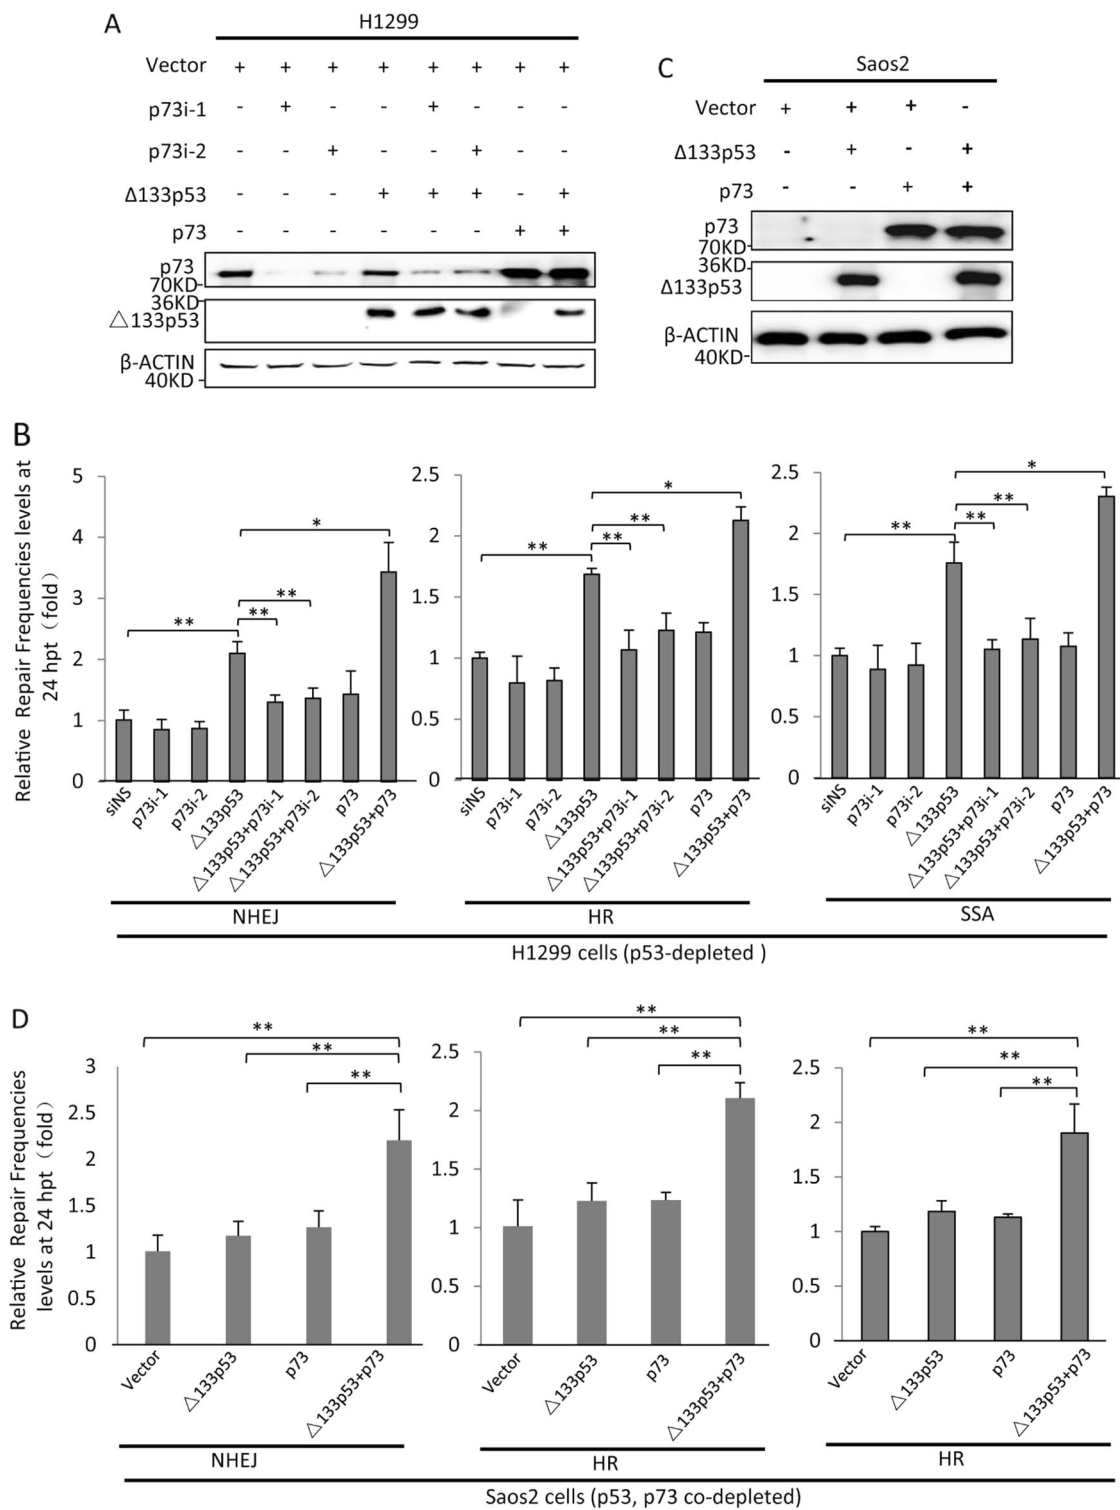 A
H1299
Vector + + + + + + + +
p73i-1 - + - - + - - -
p73i-2 - - + - - + - -
Δ133p53 - - - + + + - +
p73 - - - - - - + +
p73
70KD
36KD
△133p53
β-ACTIN
40KD
C
Saos2
Vector + + + -
Δ133p53 - + - +
p73 - - + +
p73
70KD
36KD
Δ133p53
β-ACTIN
40KD
B
Relative Repair Frequencies levels at
24 hpt（fold）
5
4
3
2
1
0
** ** ** *
siNS
p73i-1
p73i-2
△133p53
△133p53+p73i-1
△133p53+p73i-2
p73
△133p53+p73
NHEJ
2.5
2
1.5
1
0.5
0
** ** ** *
siNS
p73i-1
p73i-2
△133p53
△133p53+p73i-1
△133p53+p73i-2
p73
△133p53+p73
HR
2.5
2
1.5
1
0.5
0
** ** ** *
siNS
p73i-1
p73i-2
△133p53
△133p53+p73i-1
△133p53+p73i-2
p73
△133p53+p73
SSA
H1299 cells (p53-depleted )
D
Relative Repair Frequencies
levels at 24 hpt（fold）
3
2.5
2
1.5
1
0.5
0
** ** **
Vector
△133p53
p73
△133p53+p73
NHEJ
2.5
2
1.5
1
0.5
0
** ** **
Vector
△133p53
p73
△133p53+p73
HR
2.5
2
1.5
1
0.5
0
** ** **
Vector
△133p53
p73
△133p53+p73
HR
Saos2 cells (p53, p73 co-depleted)